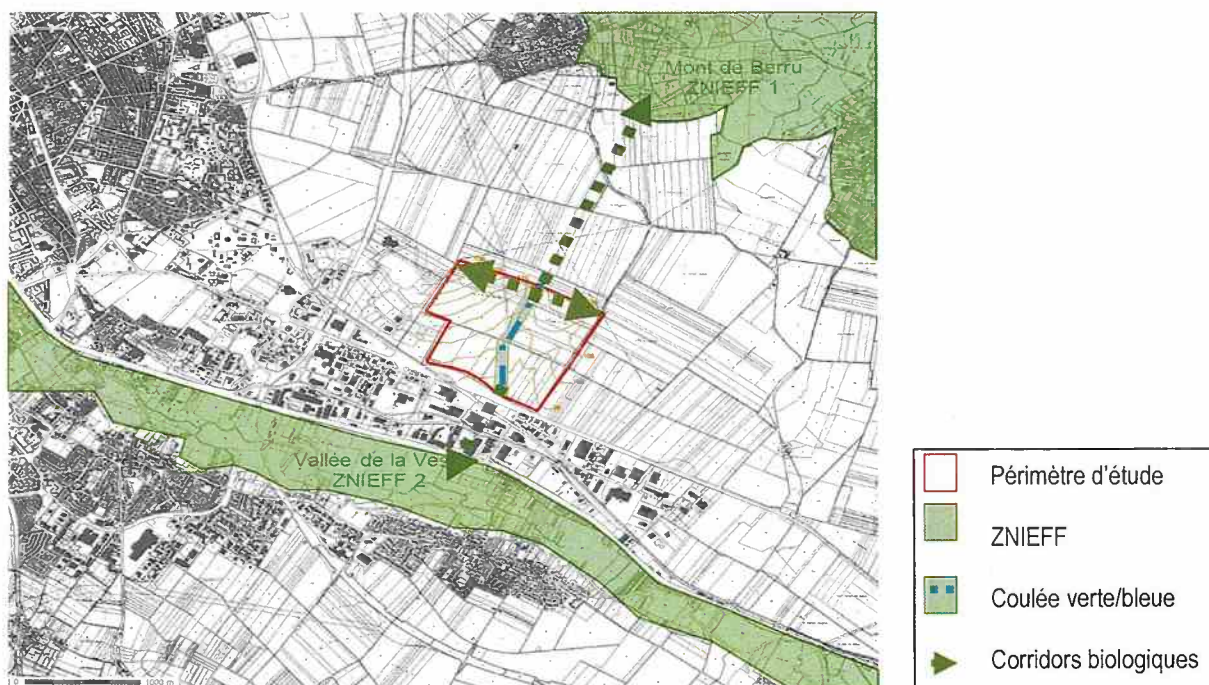 Mont de Berru
ZNIEFF 1
Vallée de la Ves
ZNIEFF 2
1000 m
Périmètre d'étude
ZNIEFF
Coulée verte/bleue
Corridors biologiques